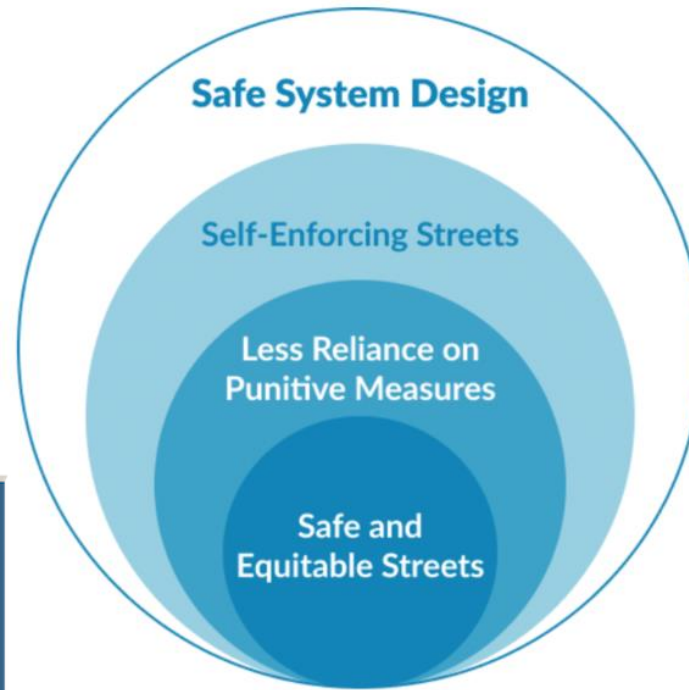 Safe System Design
Self-Enforcing Streets
Less Reliance on
Punitive Measures
Safe and
Equitable Streets